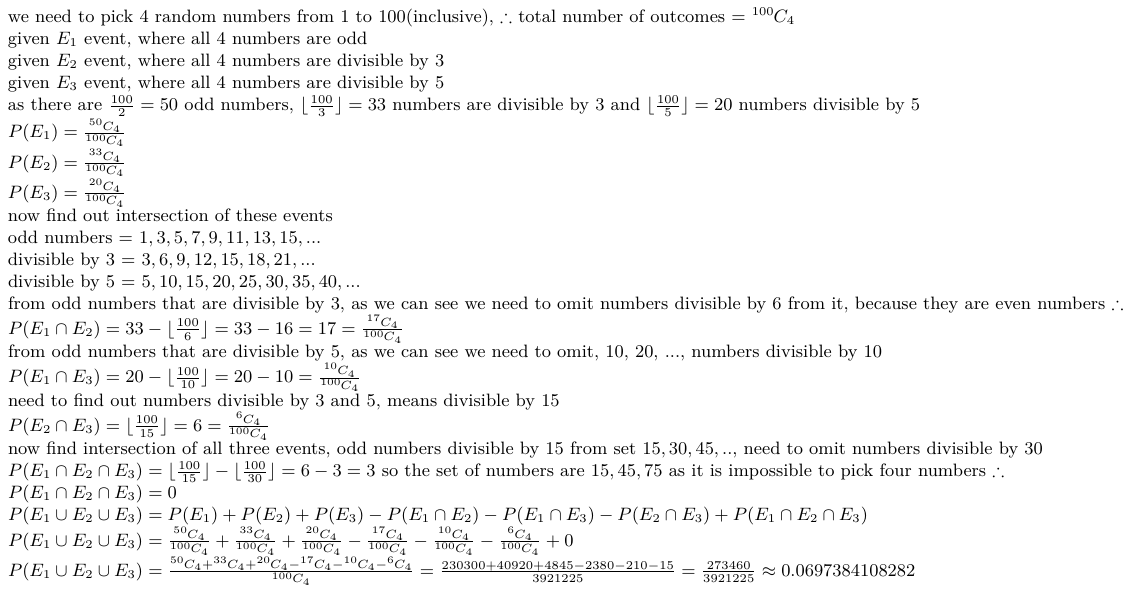 we need to pick 4 random numbers from 1 to 100(inclusive), ∴ total number of outcomes = $^{100}C_4$
given $E_1$ event, where all 4 numbers are odd
given $E_2$ event, where all 4 numbers are divisible by 3
given $E_3$ event, where all 4 numbers are divisible by 5
as there are $\frac{100}{2} = 50$ odd numbers, $\lfloor\frac{100}{3}\rfloor = 33$ numbers are divisible by 3 and $\lfloor\frac{100}{5}\rfloor = 20$ numbers divisible by 5
$P(E_1) = \frac{^{50}C_4}{^{100}C_4}$
$P(E_2) = \frac{^{33}C_4}{^{100}C_4}$
$P(E_3) = \frac{^{20}C_4}{^{100}C_4}$
now find out intersection of these events
odd numbers = $1, 3, 5, 7, 9, 11, 13, 15, ...$
divisible by 3 = $3, 6, 9, 12, 15, 18, 21, ...$
divisible by 5 = $5, 10, 15, 20, 25, 30, 35, 40, ...$
from odd numbers that are divisible by 3, as we can see we need to omit numbers divisible by 6 from it, because they are even numbers ∴
$P(E_1 \cap E_2) = 33 - \lfloor\frac{100}{6}\rfloor = 33 - 16 = 17 = \frac{^{17}C_4}{^{100}C_4}$
from odd numbers that are divisible by 5, as we can see we need to omit, 10, 20, ..., numbers divisible by 10
$P(E_1 \cap E_3) = 20 - \lfloor\frac{100}{10}\rfloor = 20 - 10 = \frac{^{10}C_4}{^{100}C_4}$
need to find out numbers divisible by 3 and 5, means divisible by 15
$P(E_2 \cap E_3) = \lfloor\frac{100}{15}\rfloor = 6 = \frac{^{6}C_4}{^{100}C_4}$
now find intersection of all three events, odd numbers divisible by 15 from set $15, 30, 45, ..,$ need to omit numbers divisible by 30
$P(E_1 \cap E_2 \cap E_3) = \lfloor\frac{100}{15}\rfloor - \lfloor\frac{100}{30}\rfloor = 6 - 3 = 3$ so the set of numbers are $15, 45, 75$ as it is impossible to pick four numbers ∴
$P(E_1 \cap E_2 \cap E_3) = 0$
$P(E_1 \cup E_2 \cup E_3) = P(E_1) + P(E_2) + P(E_3) - P(E_1 \cap E_2) - P(E_1 \cap E_3) - P(E_2 \cap E_3) + P(E_1 \cap E_2 \cap E_3)$
$P(E_1 \cup E_2 \cup E_3) = \frac{^{50}C_4}{^{100}C_4} + \frac{^{33}C_4}{^{100}C_4} + \frac{^{20}C_4}{^{100}C_4} - \frac{^{17}C_4}{^{100}C_4} - \frac{^{10}C_4}{^{100}C_4} - \frac{^{6}C_4}{^{100}C_4} + 0$
$P(E_1 \cup E_2 \cup E_3) = \frac{^{50}C_4+^{33}C_4+^{20}C_4-^{17}C_4-^{10}C_4-^{6}C_4}{^{100}C_4} = \frac{230300+40920+4845-2380-210-15}{3921225} = \frac{273460}{3921225} \approx 0.0697384108282$